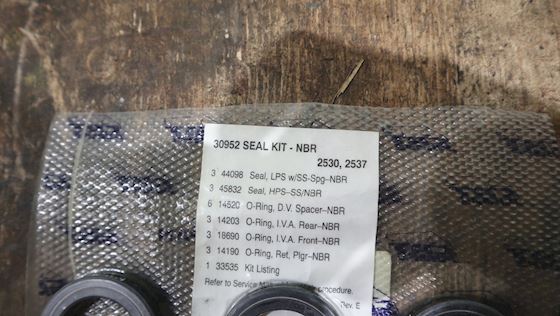 30952 SEAL KIT - NBR
2530, 2537
3 44098 Seal, LPS w/SS-Spg–NBR
3 45832 Seal, HPS–SS/NBR
6 14520 O-Ring, D.V. Spacer–NBR
3 14203 O-Ring, I.V.A. Rear–NBR
3 18690 O-Ring, I.V.A. Front–NBR
3 14190 O-Ring, Ret, Plgr–NBR
1 33535 Kit Listing
Refer to Service procedure.
Rev. E